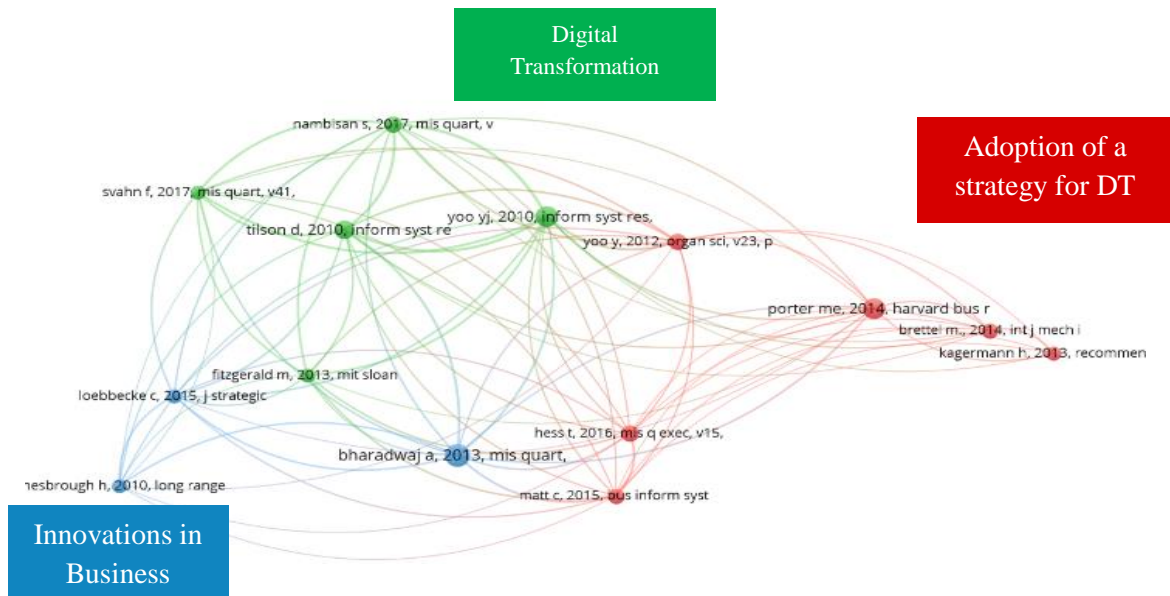 Digital
Transformation
nambisan s, 2017, mis quart, v
Adoption of a
strategy for DT
svahn f, 2017, mis quart, v41,
yoo yj, 2010, inform syst res,
tilson d, 2010, inform syst re
yoo y, 2012, organ sci, v23, p
porter me, 2014, harvard bus r
brettel m., 2014, int j mech i
kagermann h, 2013, recommen
fitzgerald m, 2013, mit sloan
loebbecke c, 2015, j strategic
hess t, 2016, mis q exec, v15,
bharadwaj a, 2013, mis quart,
nesbrough h, 2010, long range
matt c, 2015, bus inform syst
Innovations in
Business